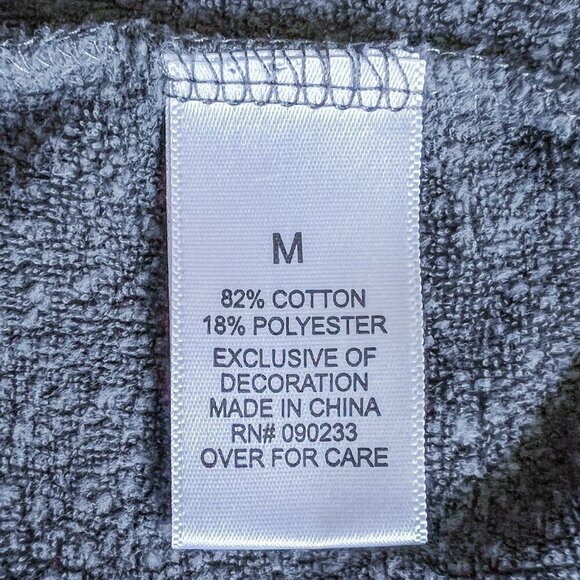 M
82% COTTON
18% POLYESTER
EXCLUSIVE OF
DECORATION
MADE IN CHINA
RN# 090233
OVER FOR CARE